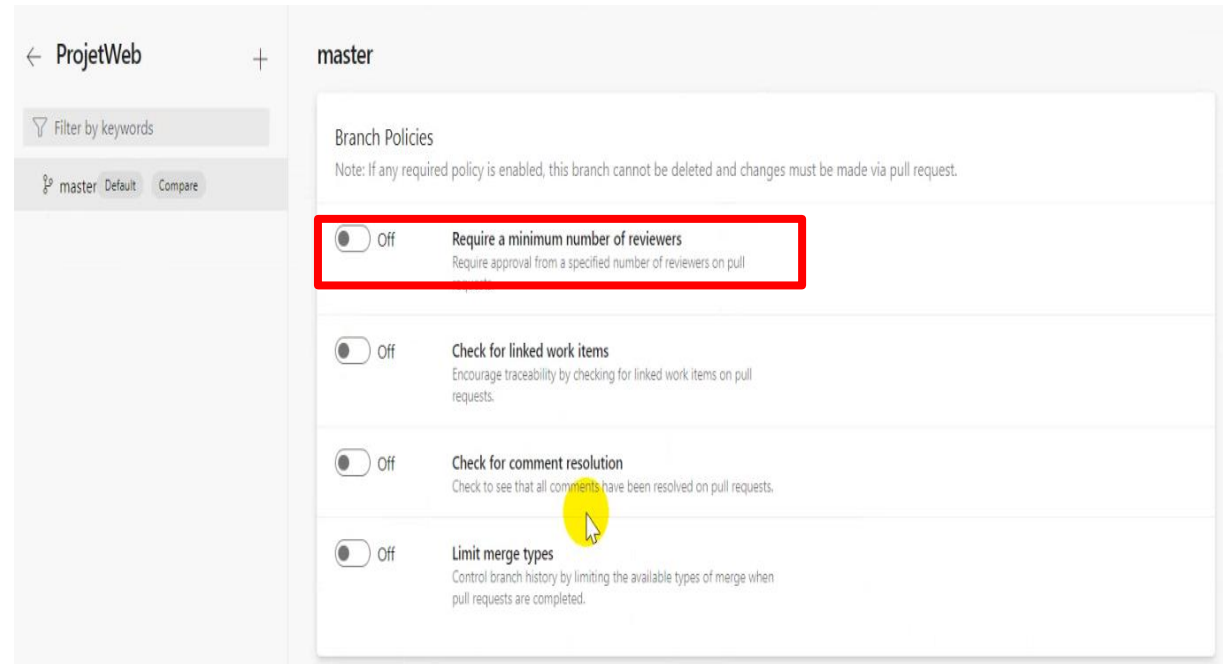 ProjetWeb
Filter by keywords
master Default Compare
master
Branch Policies
Note: If any required policy is enabled, this branch cannot be deleted and changes must be made via pull request.
Off
Require a minimum number of reviewers
Require approval from a specified number of reviewers on pull
Off
Check for linked work items
Encourage traceability by checking for linked work items on pull
requests.
Off
Check for comment resolution
Check to see that all comments have been resolved on pull requests.
Off
Limit merge types
Control branch history by limiting the available types of merge when
pull requests are completed.